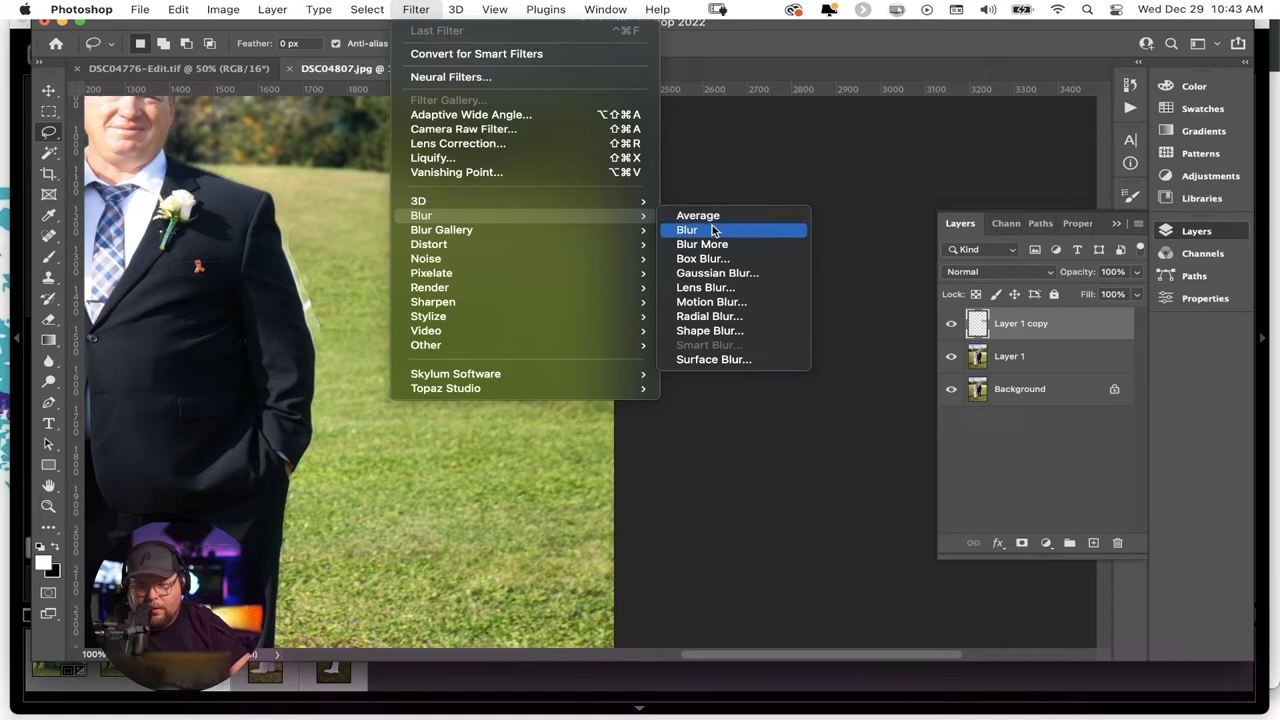 Photoshop File Edit Image Layer Type Select Filter 3D View Plugins Window Help Wed Dec 29 10:43 AM
Photoshop 2022
Feather: 0 px Anti-alias
DSC04776-Edit.tif @ 50% (RGB/16*) DSC04807.jpg @
1200 1300 1400 1500 1600 1700 1800 2500 2600 2700 2800 2900 3000 3100 3200 3300 3400
Last Filter ^⌘F
Convert for Smart Filters
Neural Filters...
Filter Gallery...
Adaptive Wide Angle... ⌥⇧⌘A
Camera Raw Filter... ⇧⌘A
Lens Correction... ⇧⌘R
Liquify... ⇧⌘X
Vanishing Point... ⌥⌘V
3D
Blur
Blur Gallery
Distort
Noise
Pixelate
Render
Sharpen
Stylize
Video
Other
Skylum Software
Topaz Studio
Average
Blur
Blur More
Box Blur...
Gaussian Blur...
Lens Blur...
Motion Blur...
Radial Blur...
Shape Blur...
Smart Blur...
Surface Blur...
Layers Chann Paths Proper
Kind
Normal Opacity: 100%
Lock: Fill: 100%
Layer 1 copy
Layer 1
Background
Color
Swatches
Gradients
Patterns
Adjustments
Libraries
Layers
Channels
Paths
Properties
100%